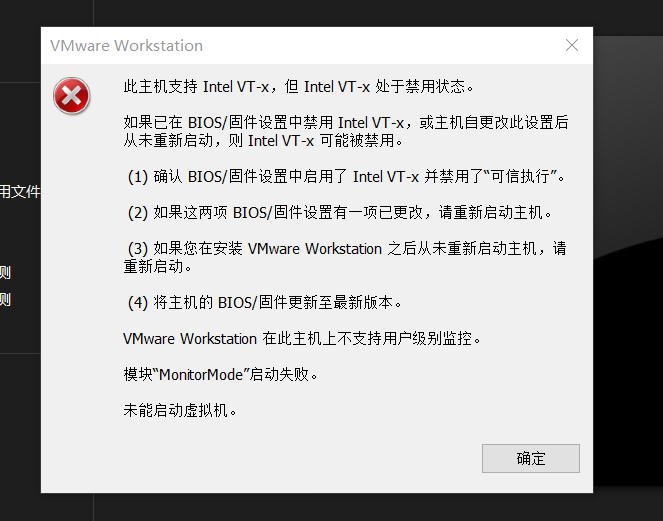 VMware Workstation
此主机支持 Intel VT-x，但 Intel VT-x 处于禁用状态。
如果已在 BIOS/固件设置中禁用 Intel VT-x，或主机自更改此设置后
从未重新启动，则 Intel VT-x 可能被禁用。
(1) 确认 BIOS/固件设置中启用了 Intel VT-x 并禁用了“可信执行”。
用文件
(2) 如果这两项 BIOS/固件设置有一项已更改，请重新启动主机。
(3) 如果您在安装 VMware Workstation 之后从未重新启动主机，请
重新启动。
则
则
(4) 将主机的 BIOS/固件更新至最新版本。
VMware Workstation 在此主机上不支持用户级别监控。
模块“MonitorMode”启动失败。
未能启动虚拟机。
确定